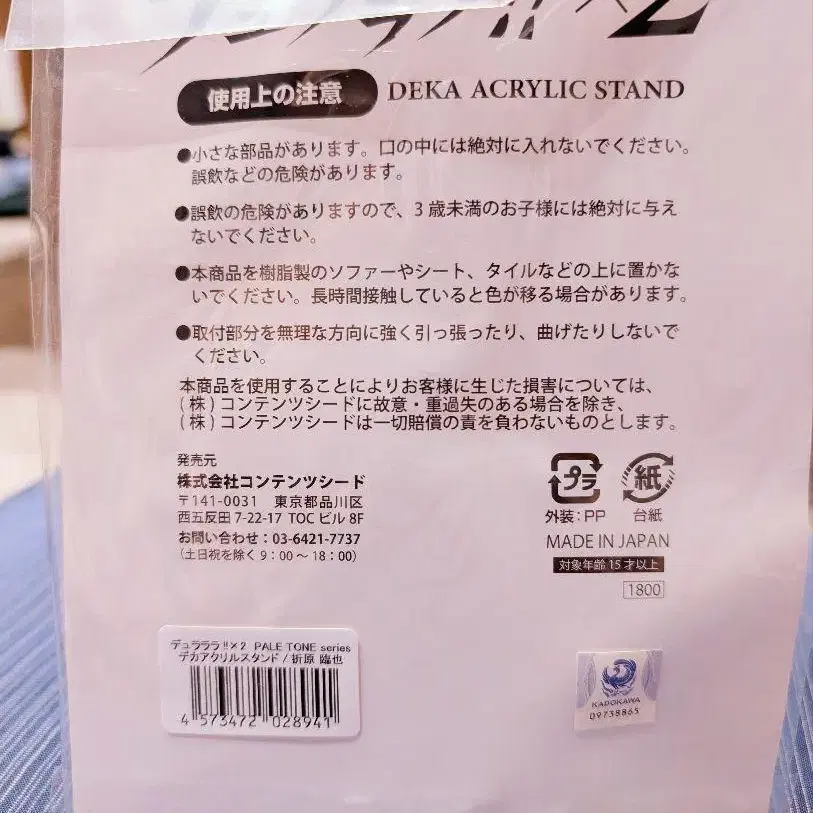 デュラララ!!×2
使用上の注意 DEKA ACRYLIC STAND
●小さな部品があります。口の中には絶対に入れないでください。
誤飲などの危険があります。
●誤飲の危険がありますので、3歳未満のお子様には絶対に与え
ないでください。
●本商品を樹脂製のソファーやシート、タイルなどの上に置かな
いでください。長時間接触していると色が移る場合があります。
●取付部分を無理な方向に強く引っ張ったり、曲げたりしないで
ください。
本商品を使用することによりお客様に生じた損害については、
(株)コンテンツシードに故意・重過失のある場合を除き、
(株)コンテンツシードは一切賠償の責を負わないものとします。
発売元
株式会社コンテンツシード
〒141-0031 東京都品川区
西五反田 7-22-17 TOC ビル 8F
お問い合わせ:03-6421-7737
(土日祝を除く 9:00〜18:00)
プラ 紙
外装:PP 台紙
MADE IN JAPAN
対象年齢 15 才以上
1800
デュラララ!!×2 PALE TONE series
デカアクリルスタンド / 折原 臨也
4 573472 028941
KADOKAWA
09738865